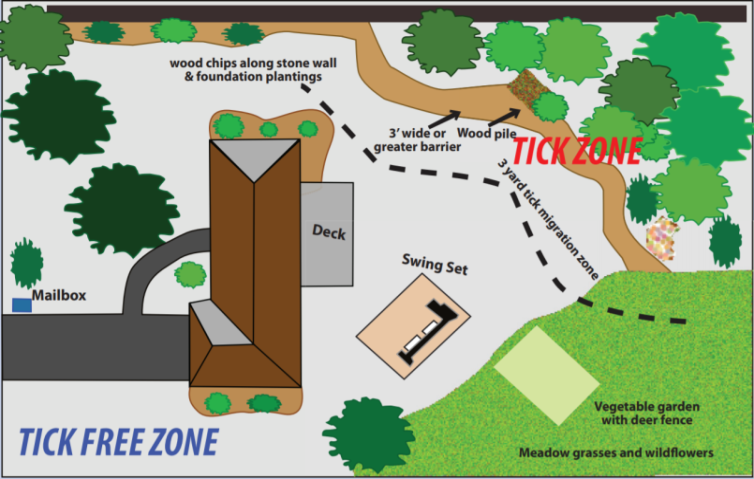 wood chips along stone wall
& foundation plantings
3' wide or
greater barrier
Wood pile
TICK ZONE
3 yard tick migration zone
Deck
Swing Set
Mailbox
Vegetable garden
with deer fence
TICK FREE ZONE
Meadow grasses and wildflowers